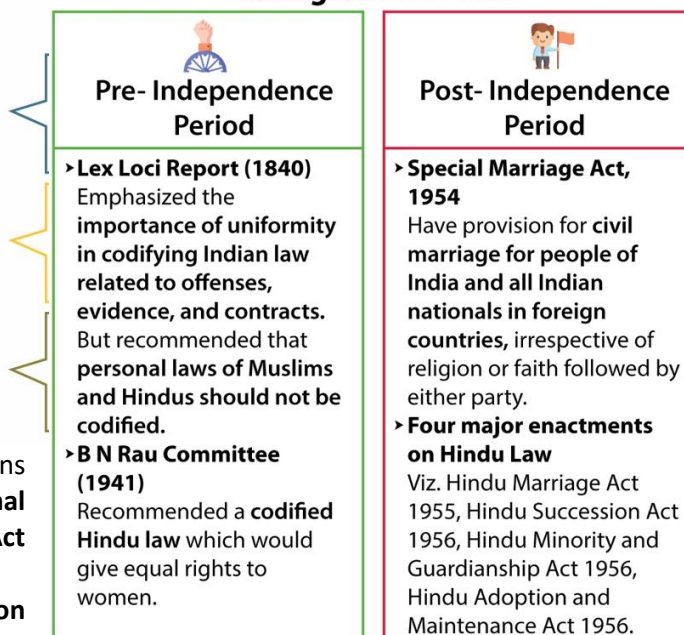 Pre- Independence
Period
➤Lex Loci Report (1840)
Emphasized the
importance of uniformity
in codifying Indian law
related to offenses,
evidence, and contracts.
But recommended that
personal laws of Muslims
and Hindus should not be
codified.
➤B N Rau Committee
(1941)
Recommended a codified
Hindu law which would
give equal rights to
women.
Post- Independence
Period
➤Special Marriage Act,
1954
Have provision for civil
marriage for people of
India and all Indian
nationals in foreign
countries, irrespective of
religion or faith followed by
either party.
➤Four major enactments
on Hindu Law
Viz. Hindu Marriage Act
1955, Hindu Succession Act
1956, Hindu Minority and
Guardianship Act 1956,
Hindu Adoption and
Maintenance Act 1956.
ns
nal
Act
on